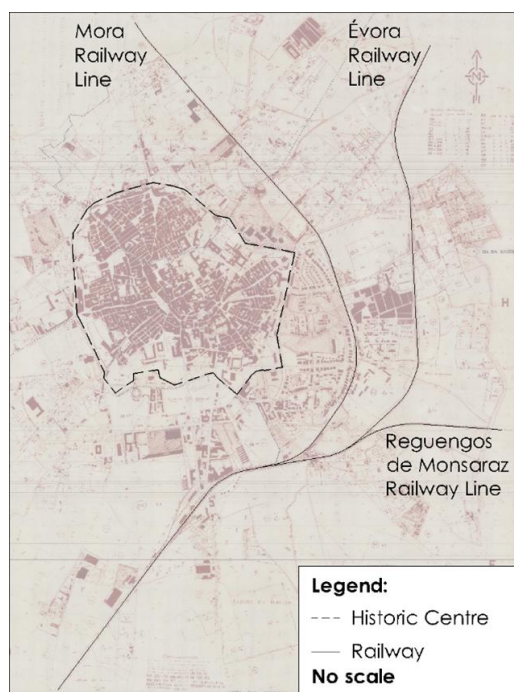 Mora
Railway
Line
Évora
Railway
Line
N
Reguengos
de Monsaraz
Railway Line
Legend:
Historic Centre
Railway
No scale